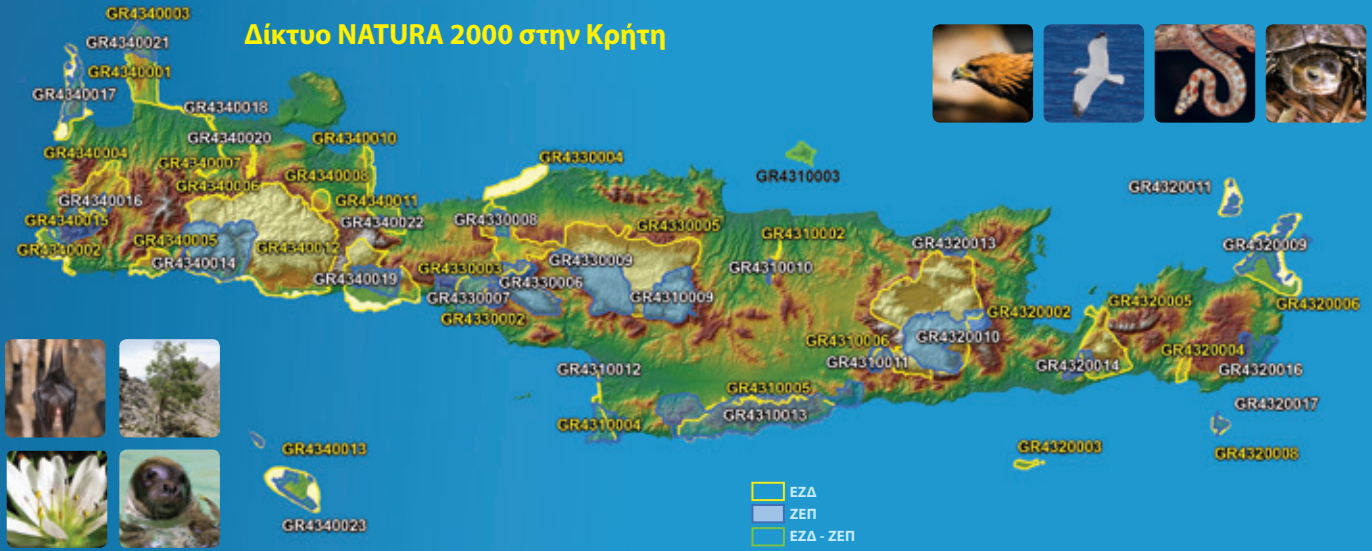 GR4340003
Δίκτυο NATURA 2000 στην Κρήτη
GR4340021
GR4340001
GR4340017
GR4340018
GR4340020
GR4340010
GR4340004
GR4340007
GR4330004
GR4340006
GR4340008
GR4310003
GR4320011
GR4340016
GR4340011
GR4340015
GR4340022
GR4330008
GR4330005
GR4310002
GR4340002
GR4340005
GR4340012
GR4320013
GR4320009
GR4340014
GR4330009
GR4330003
GR4310010
GR4340019
GR4330006
GR4330007
GR4310009
GR4320005
GR4320006
GR4330002
GR4320002
GR4310006
GR4320010
GR4320004
GR4310011
GR4320014
GR4310012
GR4320016
GR4310005
GR4310013
GR4320017
GR4310004
GR4340013
GR4320003
GR4320008
GR4340023
ΕΖΔ
ΖΕΠ
ΕΖΔ - ΖΕΠ